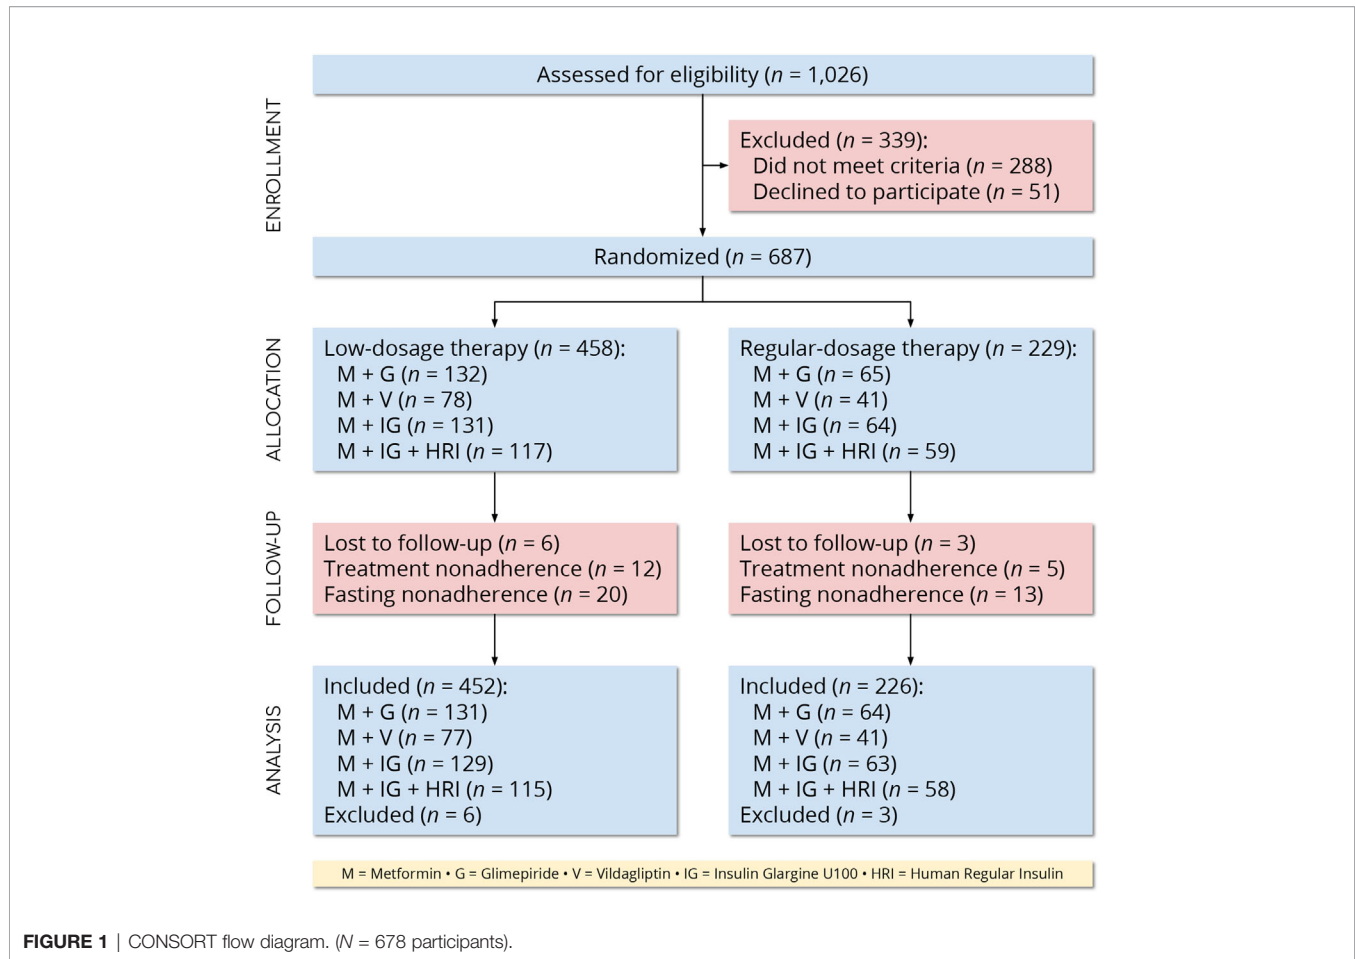 Assessed for eligibility (n = 1,026)
ENROLLMENT
Excluded (n = 339):
Did not meet criteria (n = 288)
Declined to participate (n = 51)
Randomized (n = 687)
ALLOCATION
Low-dosage therapy (n = 458):
M + G (n = 132)
M + V (n = 78)
M + IG (n = 131)
M + IG + HRI (n = 117)
Regular-dosage therapy (n = 229):
M + G (n = 65)
M + V (n = 41)
M + IG (n = 64)
M + IG + HRI (n = 59)
FOLLOW-UP
Lost to follow-up (n = 6)
Treatment nonadherence (n = 12)
Fasting nonadherence (n = 20)
Lost to follow-up (n = 3)
Treatment nonadherence (n = 5)
Fasting nonadherence (n = 13)
ANALYSIS
Included (n = 452):
M + G (n = 131)
M + V (n = 77)
M + IG (n = 129)
M + IG + HRI (n = 115)
Excluded (n = 6)
Included (n = 226):
M + G (n = 64)
M + V (n = 41)
M + IG (n = 63)
M + IG + HRI (n = 58)
Excluded (n = 3)
M = Metformin • G = Glimepiride • V = Vildagliptin • IG = Insulin Glargine U100 • HRI = Human Regular Insulin
FIGURE 1 | CONSORT flow diagram. (N = 678 participants).